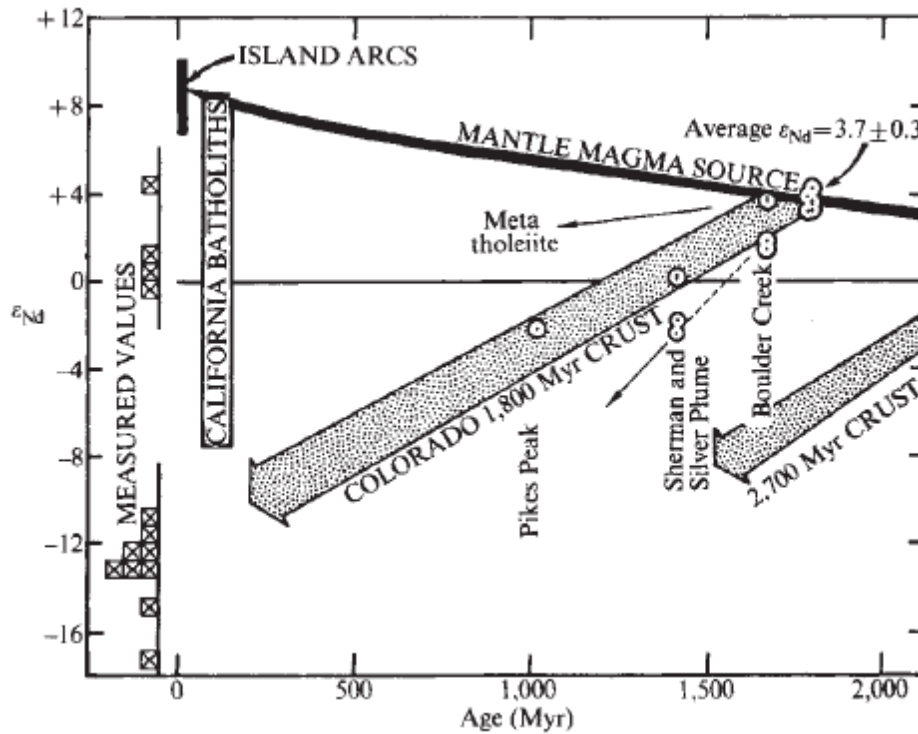 +12
+8
+4
0
-4
-8
-12
-16
εNd
MEASURED VALUES
ISLAND ARCS
CALIFORNIA BATHOLITHS
MANTLE MAGMA SOURCE
Average εNd=3.7±0.3
Meta
tholeiite
COLORADO 1,800 Myr CRUST
Pikes Peak
Sherman and
Silver Plume
Boulder Creek
2,700 Myr CRUST
0
500
1,000
1,500
2,000
Age (Myr)